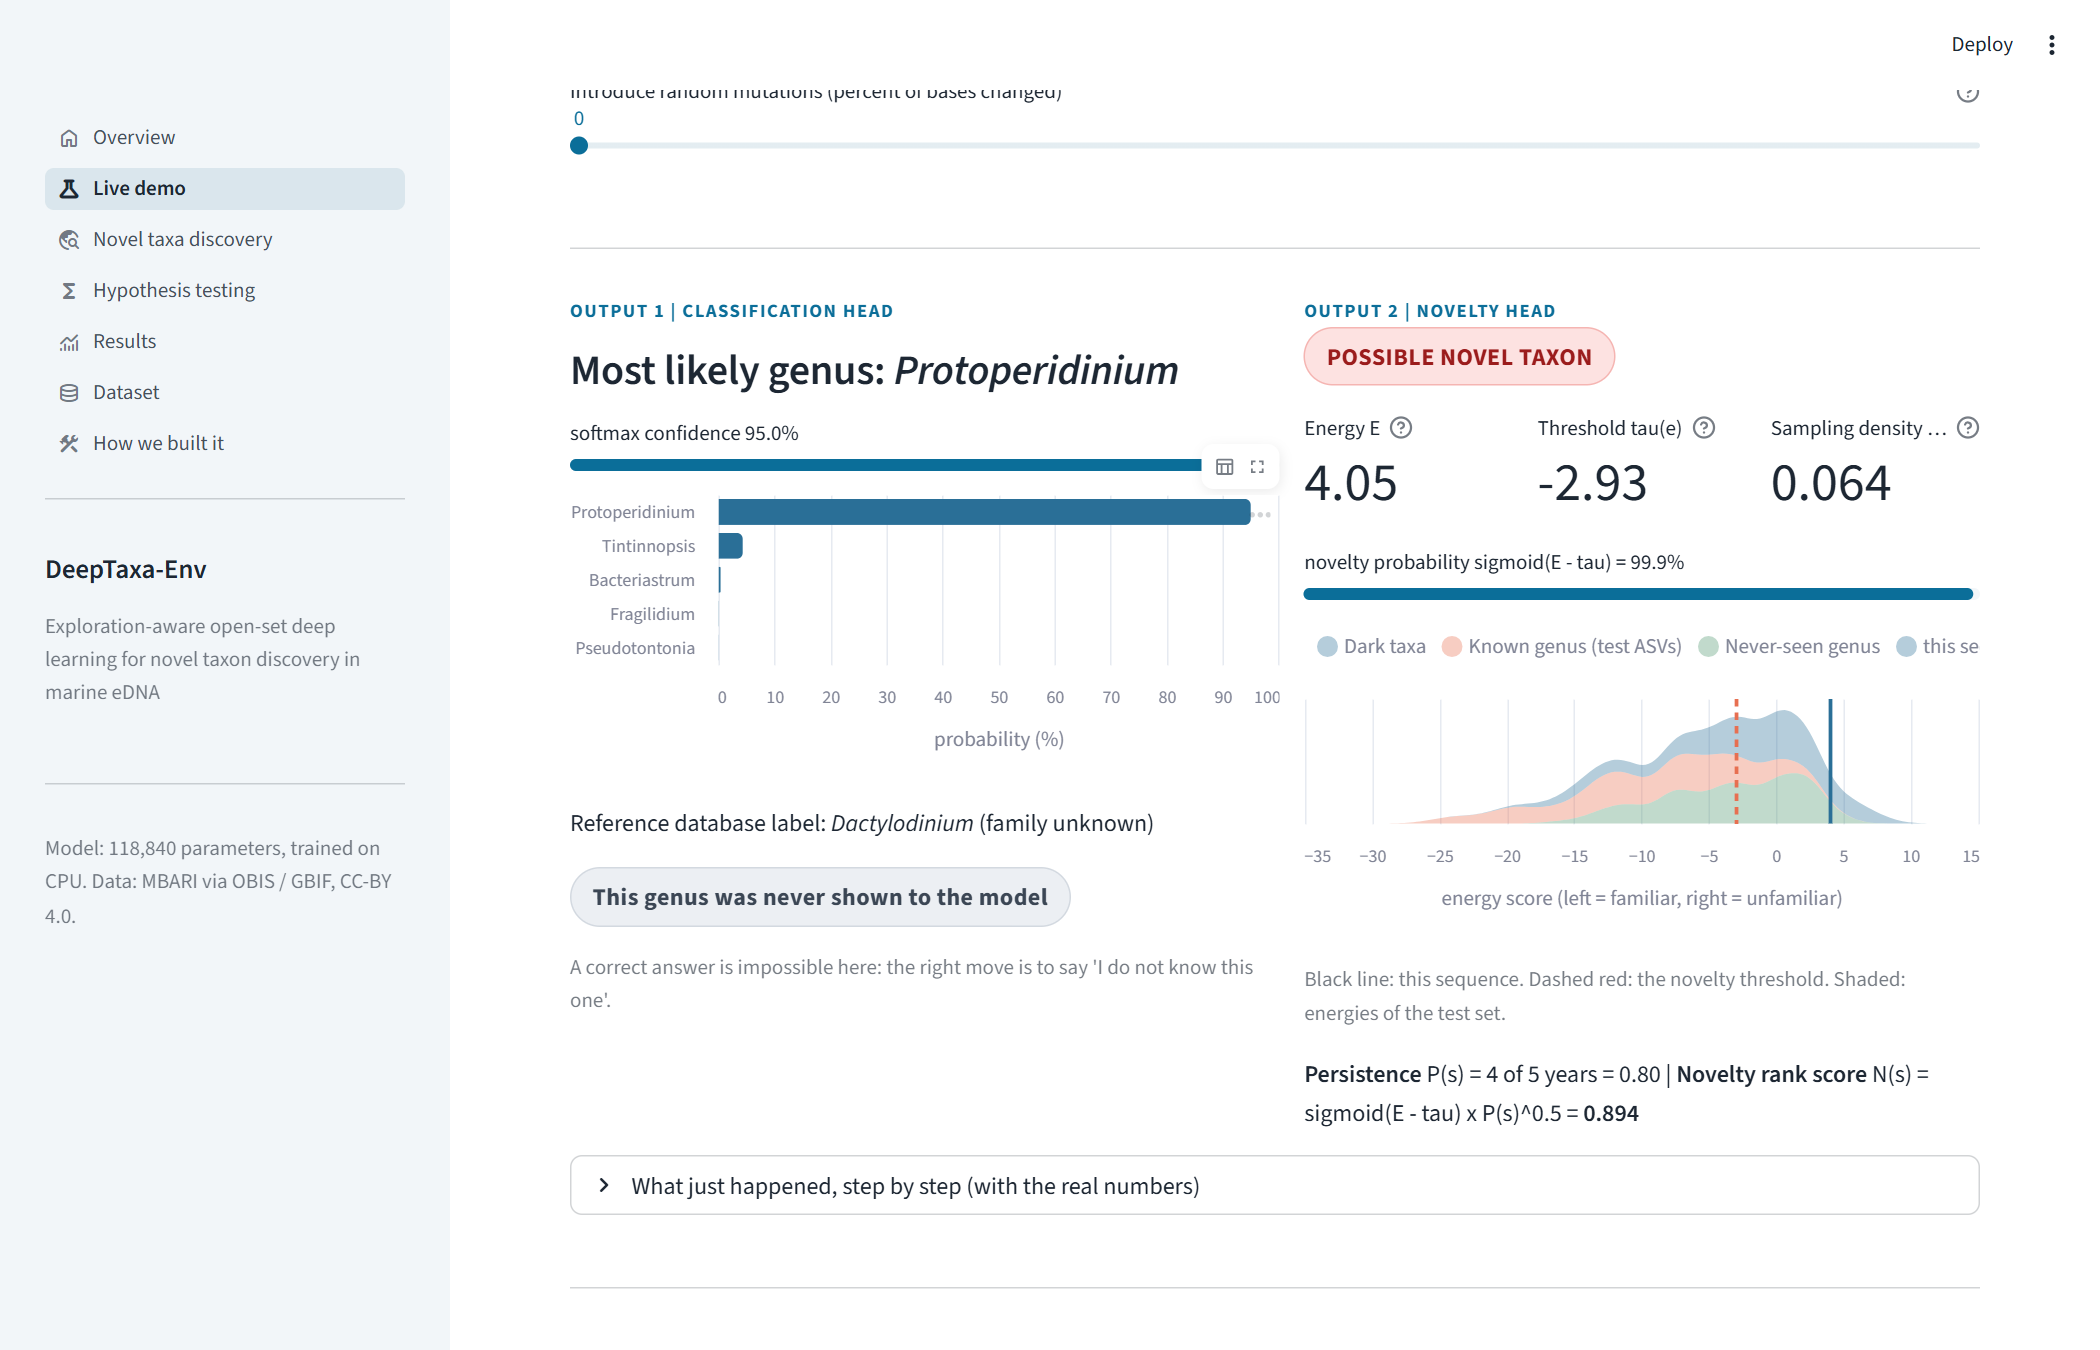 Deploy
Overview
Live demo
Novel taxa discovery
Hypothesis testing
Results
Dataset
How we built it
DeepTaxa-Env
Exploration-aware open-set deep
learning for novel taxon discovery in
marine eDNA
Model: 118,840 parameters, trained on
CPU. Data: MBARI via OBIS / GBIF, CC-BY
4.0.
Introduce random mutations (percent of bases changed)
0
OUTPUT 1 | CLASSIFICATION HEAD
Most likely genus: Protoperidinium
softmax confidence 95.0%
Protoperidinium
Tintinnopsis
Bacteriastrum
Fragilidium
Pseudotontonia
0 10 20 30 40 50 60 70 80 90 100
probability (%)
Reference database label: Dactylodinium (family unknown)
This genus was never shown to the model
A correct answer is impossible here: the right move is to say 'I do not know this
one'.
OUTPUT 2 | NOVELTY HEAD
POSSIBLE NOVEL TAXON
Energy E Threshold tau(e) Sampling density ...
4.05 -2.93 0.064
novelty probability sigmoid(E - tau) = 99.9%
Dark taxa Known genus (test ASVs) Never-seen genus this se
−35 −30 −25 −20 −15 −10 −5 0 5 10 15
energy score (left = familiar, right = unfamiliar)
Black line: this sequence. Dashed red: the novelty threshold. Shaded:
energies of the test set.
Persistence P(s) = 4 of 5 years = 0.80 | Novelty rank score N(s) =
sigmoid(E - tau) x P(s)^0.5 = 0.894
What just happened, step by step (with the real numbers)